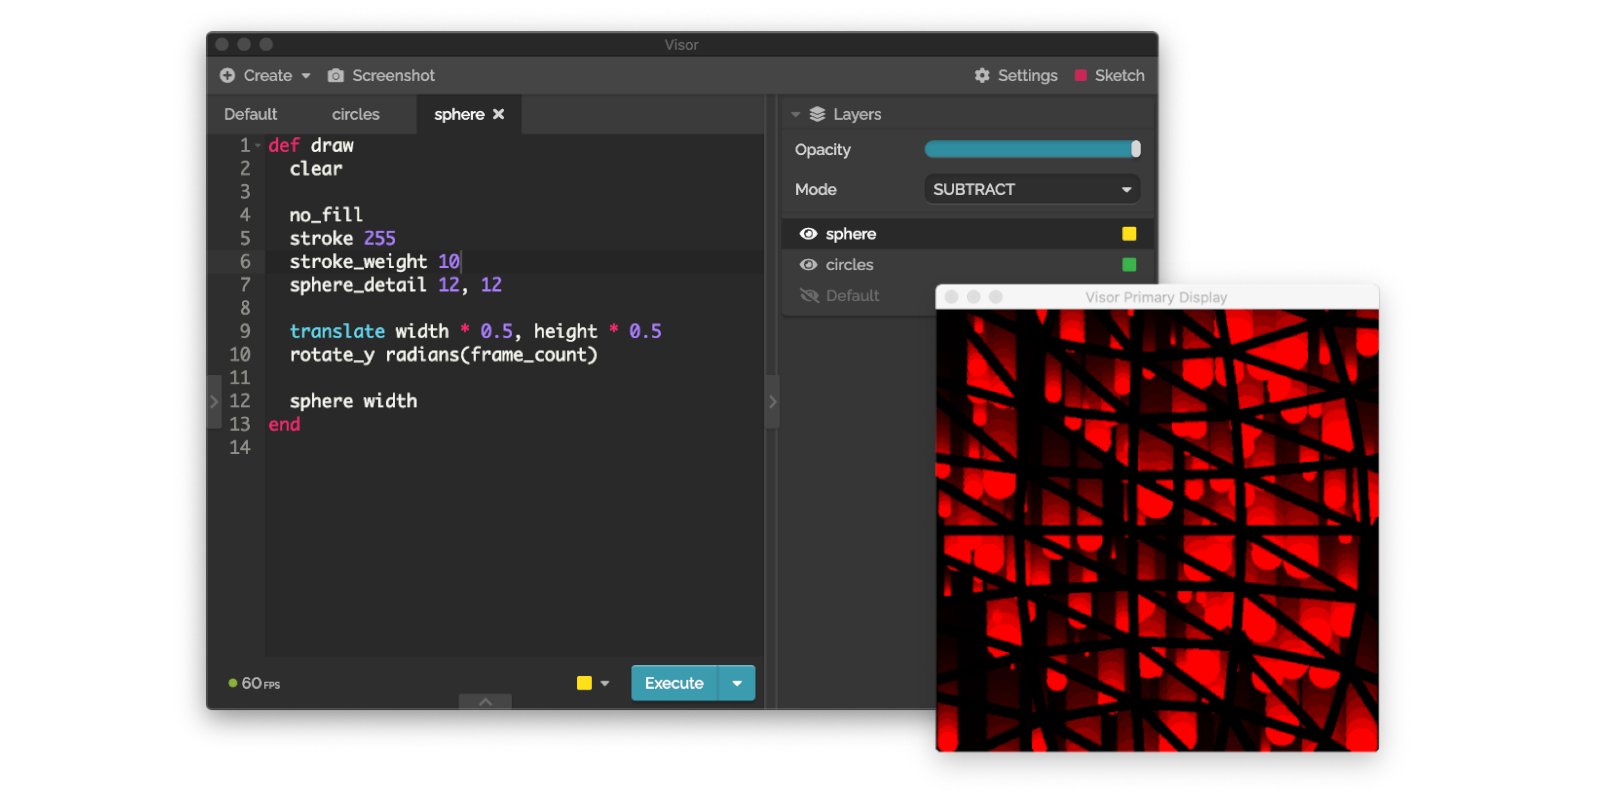 Visor
Create Screenshot Settings Sketch
Default circles sphere
1 def draw
2 clear
3
4 no_fill
5 stroke 255
6 stroke_weight 10
7 sphere_detail 12, 12
8
9 translate width * 0.5, height * 0.5
10 rotate_y radians(frame_count)
11
12 sphere width
13 end
14
60 FPS
Execute
Layers
Opacity
Mode SUBTRACT
sphere
circles
Default
Visor Primary Display